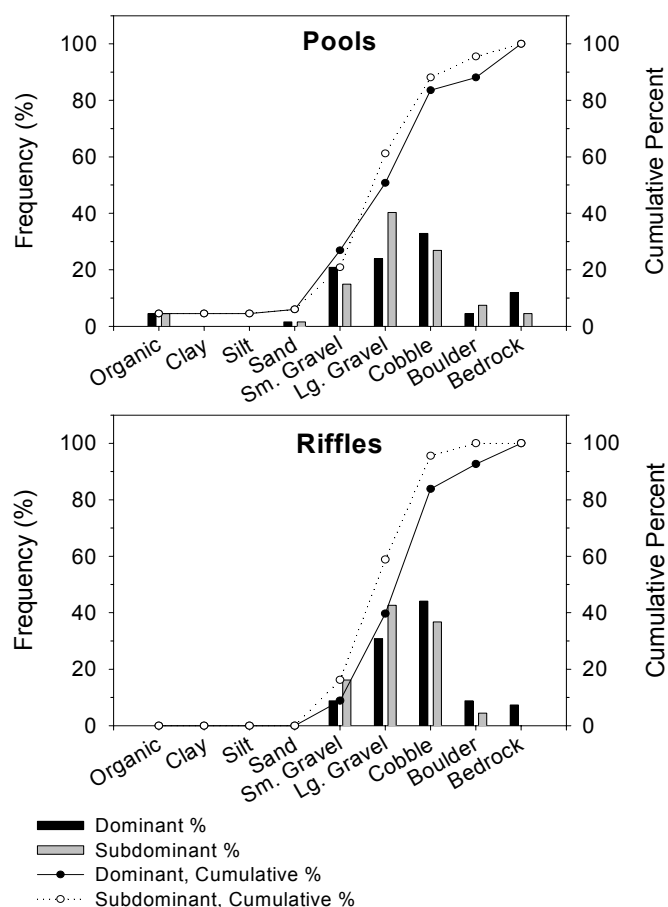 Pools
Frequency (%)
100
80
60
40
20
0
Cumulative Percent
100
80
60
40
20
0
Organic
Clay
Silt
Sand
Sm. Gravel
Lg. Gravel
Cobble
Boulder
Bedrock
Riffles
Frequency (%)
100
80
60
40
20
0
Cumulative Percent
100
80
60
40
20
0
Organic
Clay
Silt
Sand
Sm. Gravel
Lg. Gravel
Cobble
Boulder
Bedrock
Dominant %
Subdominant %
Dominant, Cumulative %
Subdominant, Cumulative %